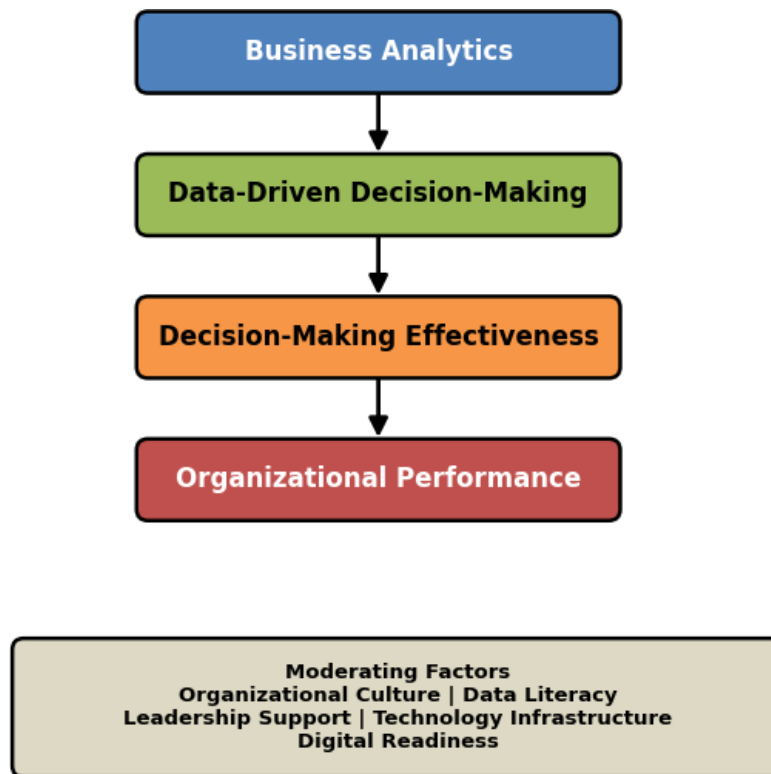 Business Analytics
Data-Driven Decision-Making
Decision-Making Effectiveness
Organizational Performance
Moderating Factors
Organizational Culture | Data Literacy
Leadership Support | Technology Infrastructure
Digital Readiness